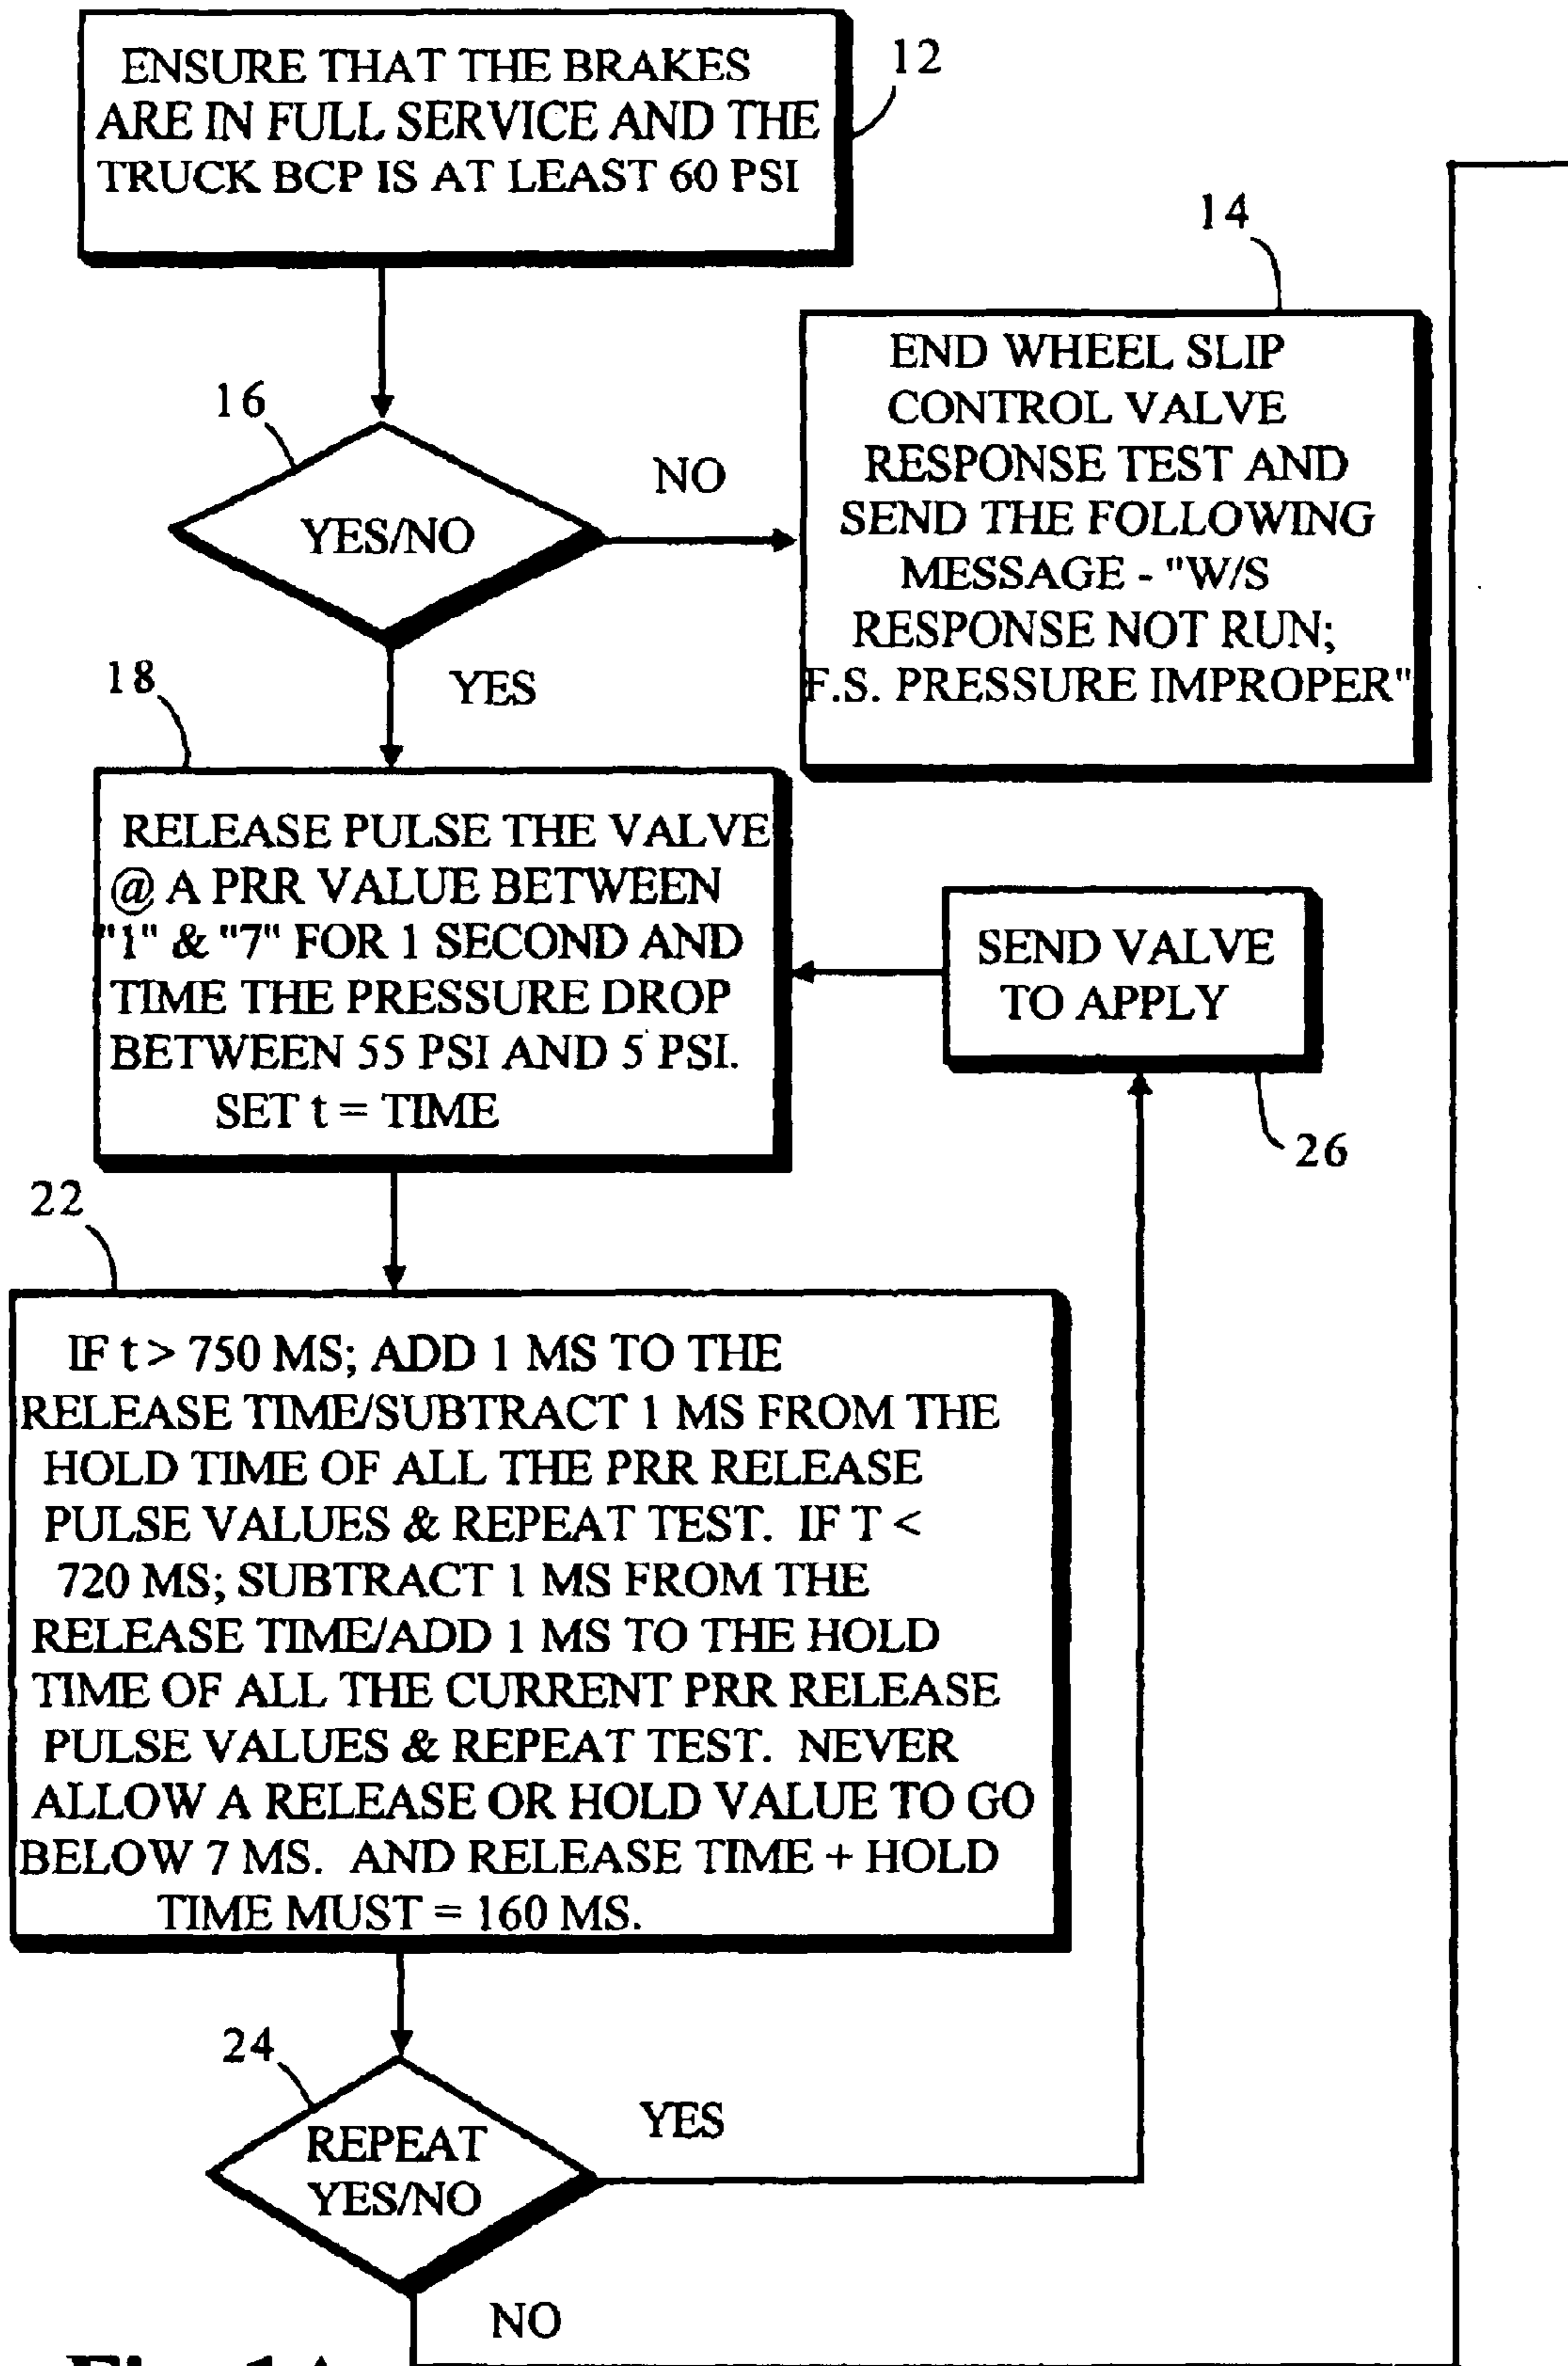 ENSURE THAT THE BRAKES
ARE IN FULL SERVICE AND THE
TRUCK BCP IS AT LEAST 60 PSI
12
14
END WHEEL SLIP
CONTROL VALVE
RESPONSE TEST AND
SEND THE FOLLOWING
MESSAGE - "W/S
RESPONSE NOT RUN;
F.S. PRESSURE IMPROPER"
16
YES/NO
NO
YES
18
RELEASE PULSE THE VALVE
@ A PRR VALUE BETWEEN
"1" & "7" FOR 1 SECOND AND
TIME THE PRESSURE DROP
BETWEEN 55 PSI AND 5 PSI.
SET t = TIME
SEND VALVE
TO APPLY
26
22
IF t > 750 MS; ADD 1 MS TO THE
RELEASE TIME/SUBTRACT 1 MS FROM THE
HOLD TIME OF ALL THE PRR RELEASE
PULSE VALUES & REPEAT TEST. IF T <
720 MS; SUBTRACT 1 MS FROM THE
RELEASE TIME/ADD 1 MS TO THE HOLD
TIME OF ALL THE CURRENT PRR RELEASE
PULSE VALUES & REPEAT TEST. NEVER
ALLOW A RELEASE OR HOLD VALUE TO GO
BELOW 7 MS. AND RELEASE TIME + HOLD
TIME MUST = 160 MS.
24
REPEAT
YES/NO
YES
NO